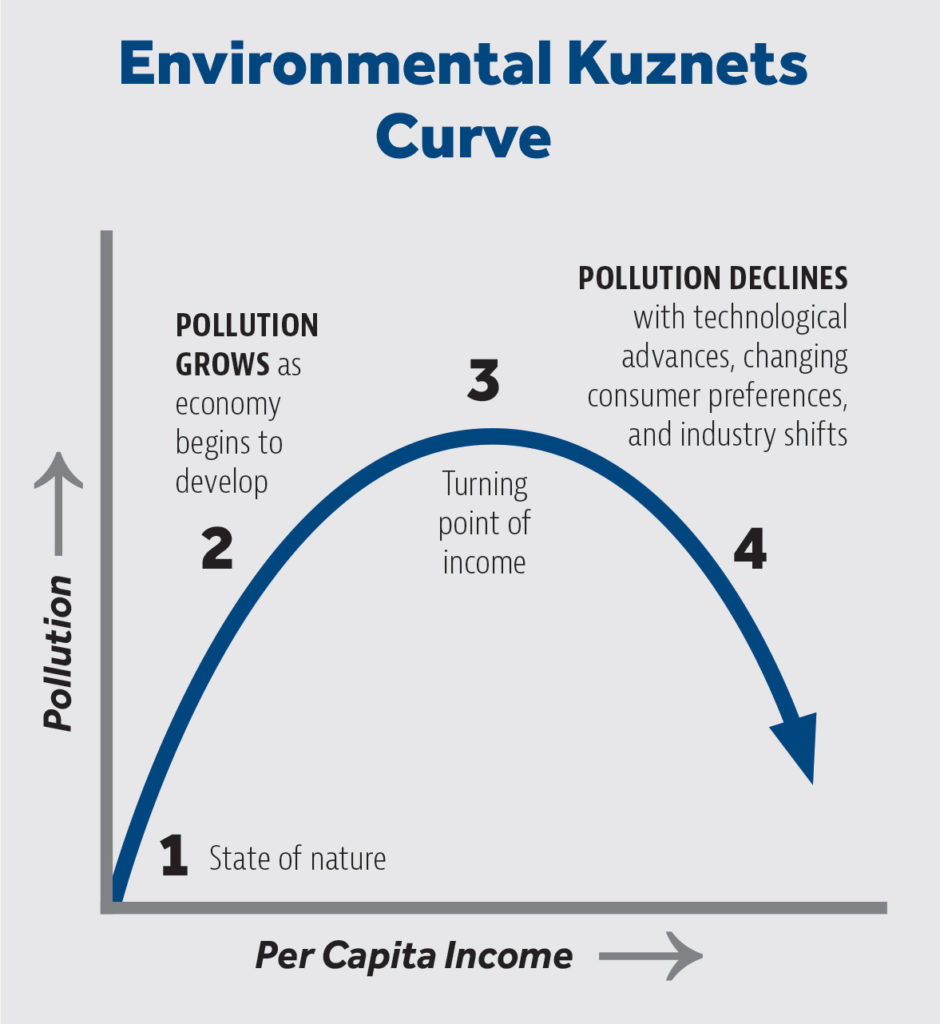 Environmental Kuznets
Curve
POLLUTION
GROWS as
economy
begins to
develop
2
3
Turning
point of
income
POLLUTION DECLINES
with technological
advances, changing
consumer preferences,
and industry shifts
4
1 State of nature
Pollution
Per Capita Income